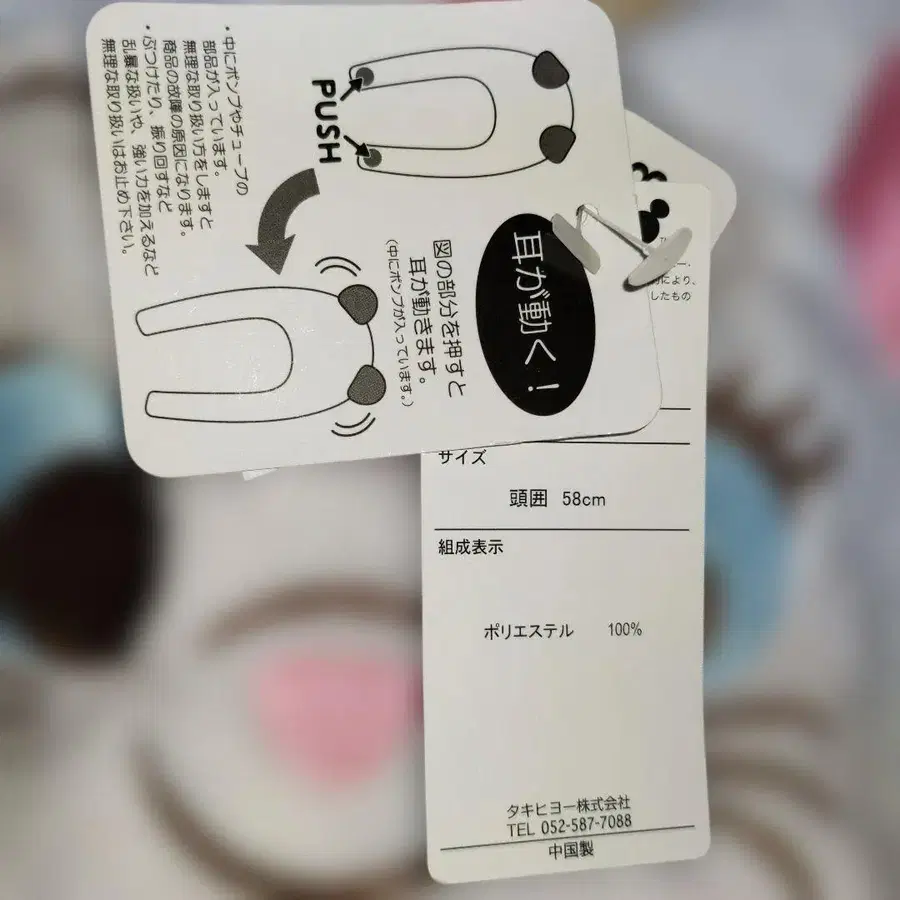 耳が動く!
図の部分を押すと
耳が動きます。
(中にポンプが入っています。)
PUSH
・中にポンプやチューブの
部品が入っています。
無理な取り扱い方をしますと
商品の故障の原因になります。
・ぶつけたり、振り回すなど
乱暴な扱いや、強い力を加えるなど
無理な取り扱いはお止め下さい。
により、
したもの
サイズ
頭囲 58cm
組成表示
ポリエステル 100%
タキヒヨー株式会社
TEL 052-587-7088
中国製